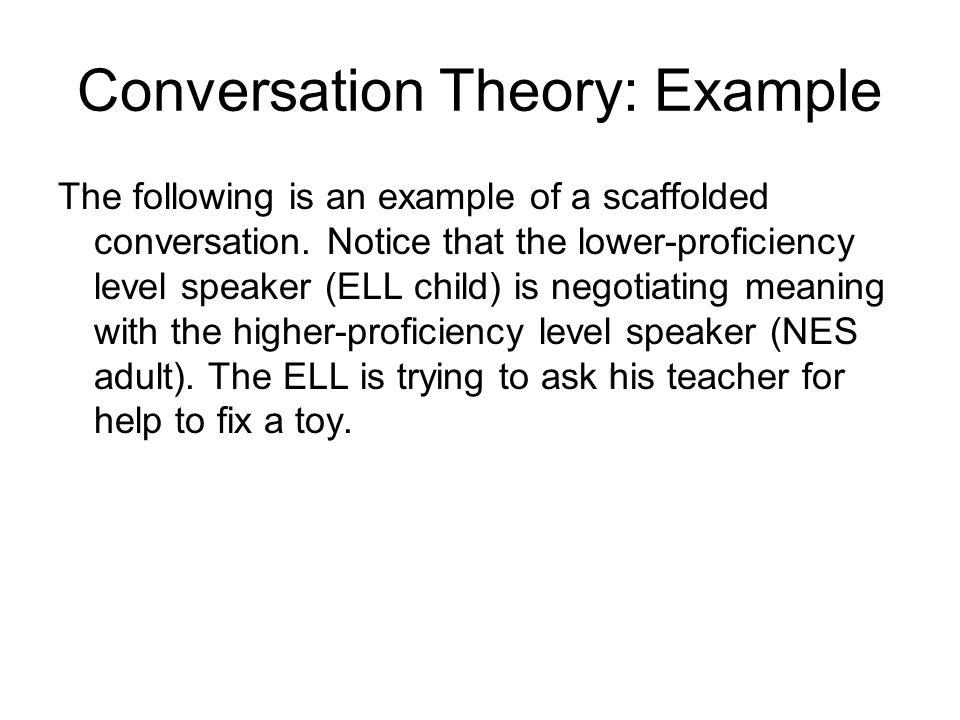 Conversation Theory: Example
The following is an example of a scaffolded
conversation. Notice that the lower-proficiency
level speaker (ELL child) is negotiating meaning
with the higher-proficiency level speaker (NES
adult). The ELL is trying to ask his teacher for
help to fix a toy.